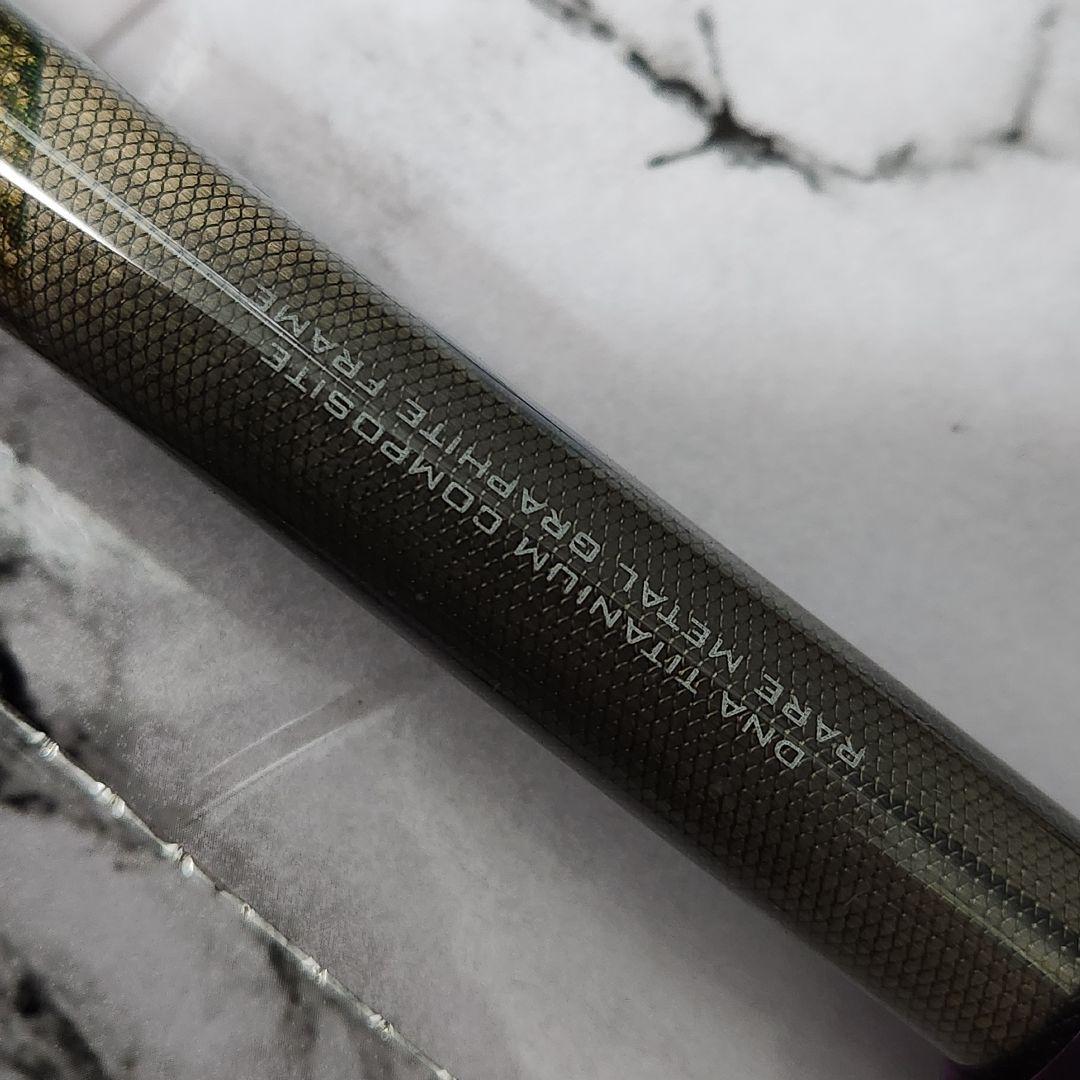 DNA TITANIUM COMPOSITE
RARE METAL GRAPHITE FRAME